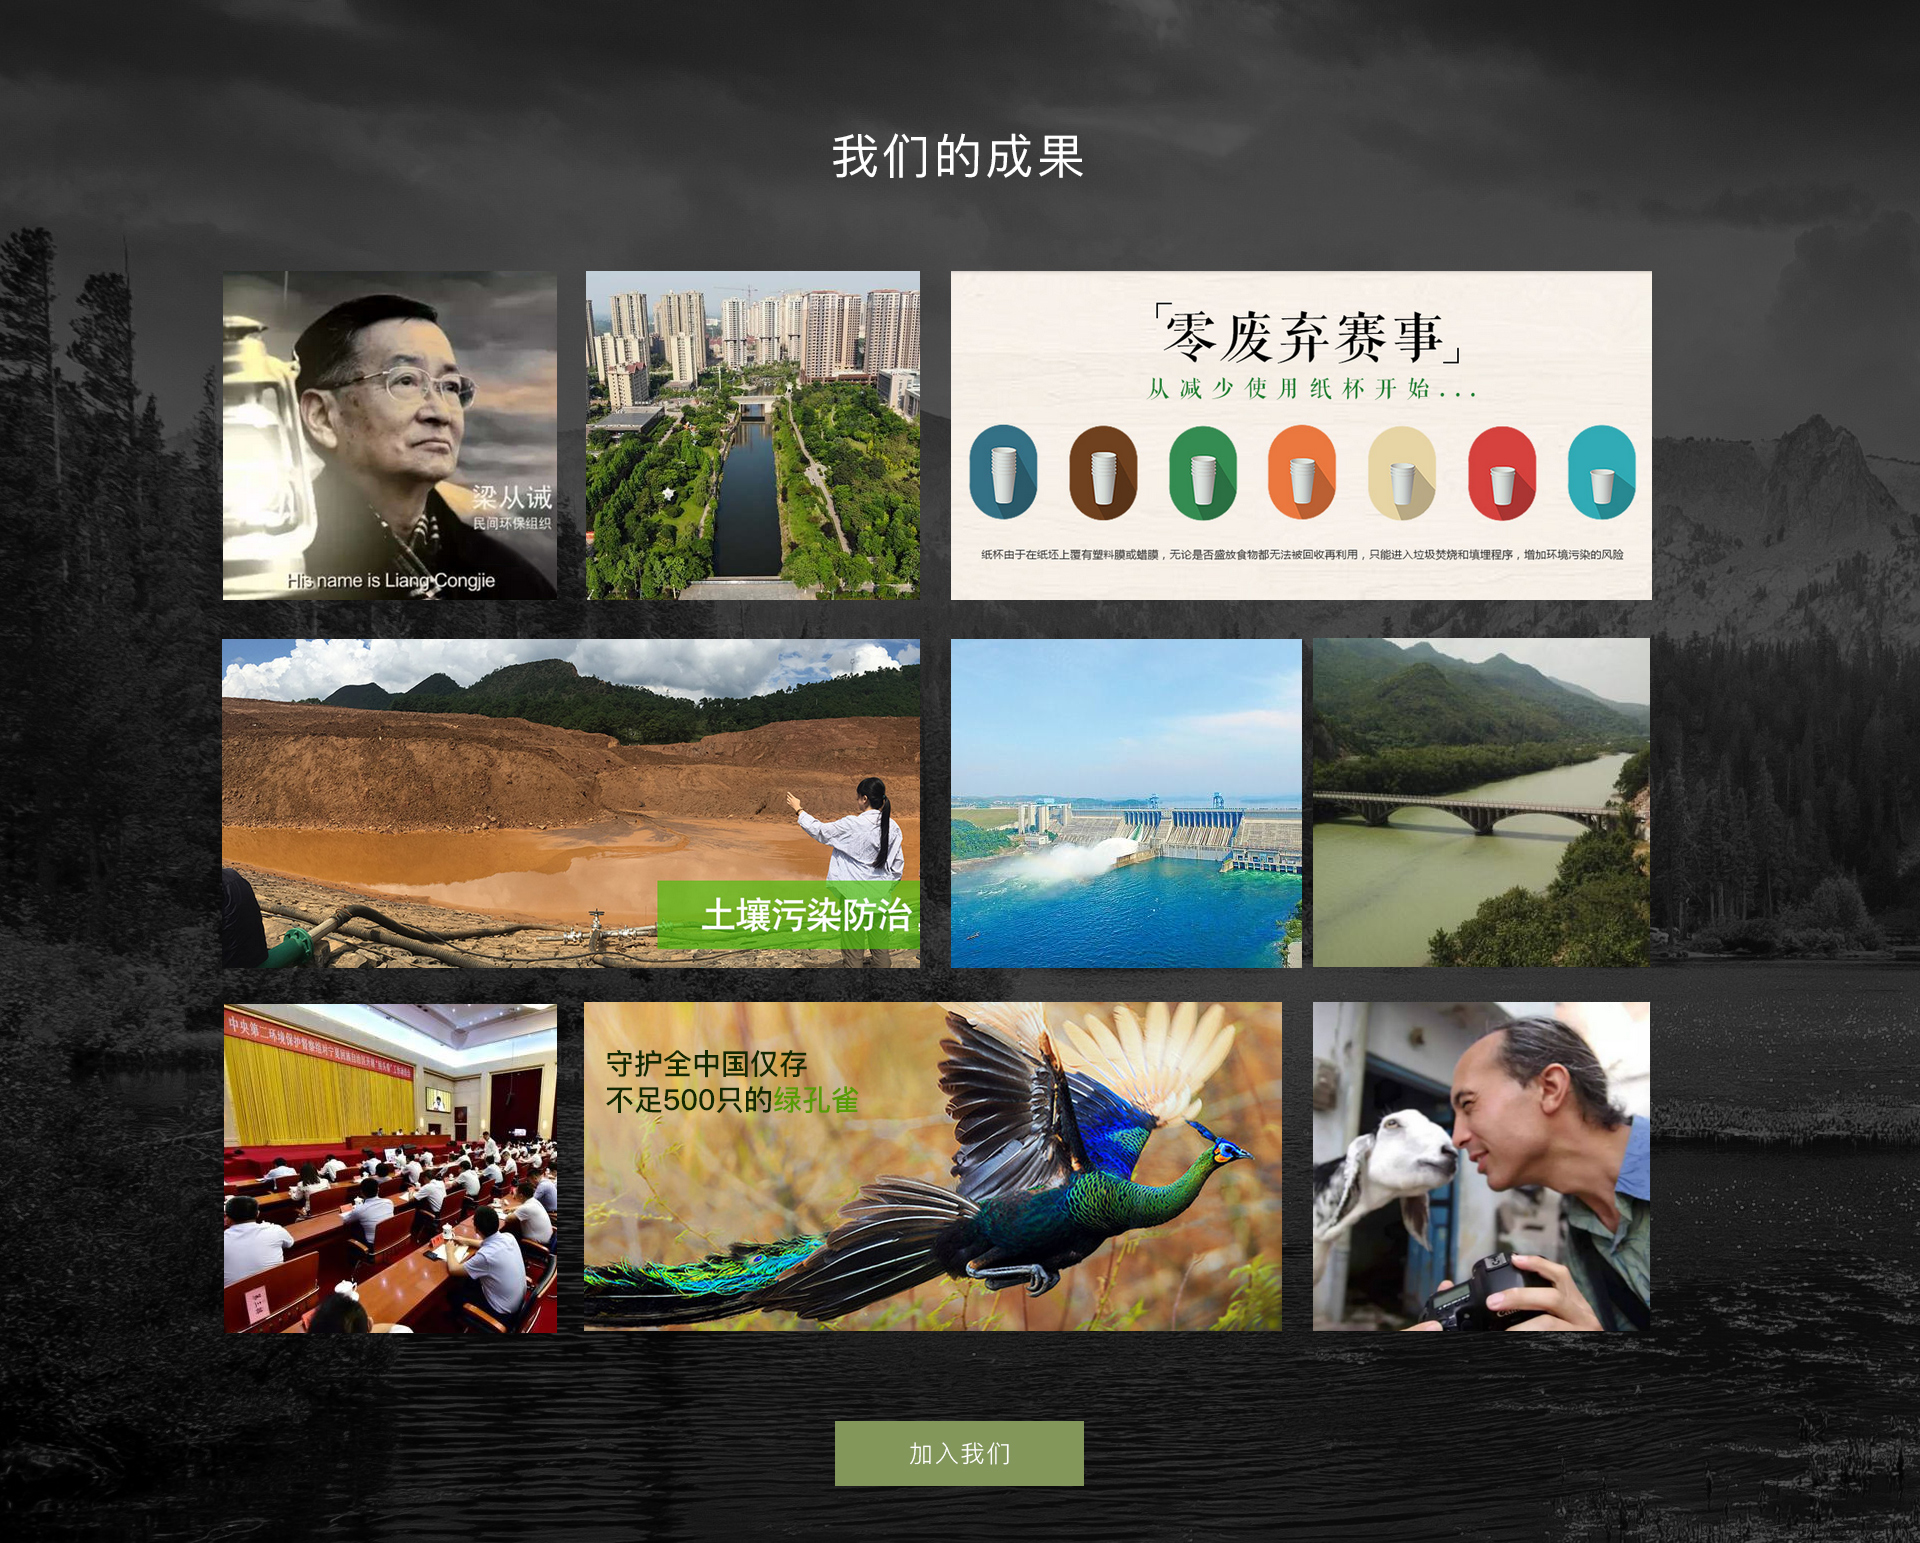 我们的成果
梁从诫
民间环保组织
His name is Liang Congjie
「零废弃赛事」
从减少使用纸杯开始...
纸杯由于在纸坯上覆有塑料膜或蜡膜，无论是否盛放食物都无法被回收再利用，只能进入垃圾焚烧和填埋程序，增加环境污染的风险
土壤污染防治
中央第二环境保护督察组对宁夏回族自治区开展"回头看"工作动员会
守护全中国仅存
不足500只的绿孔雀
加入我们